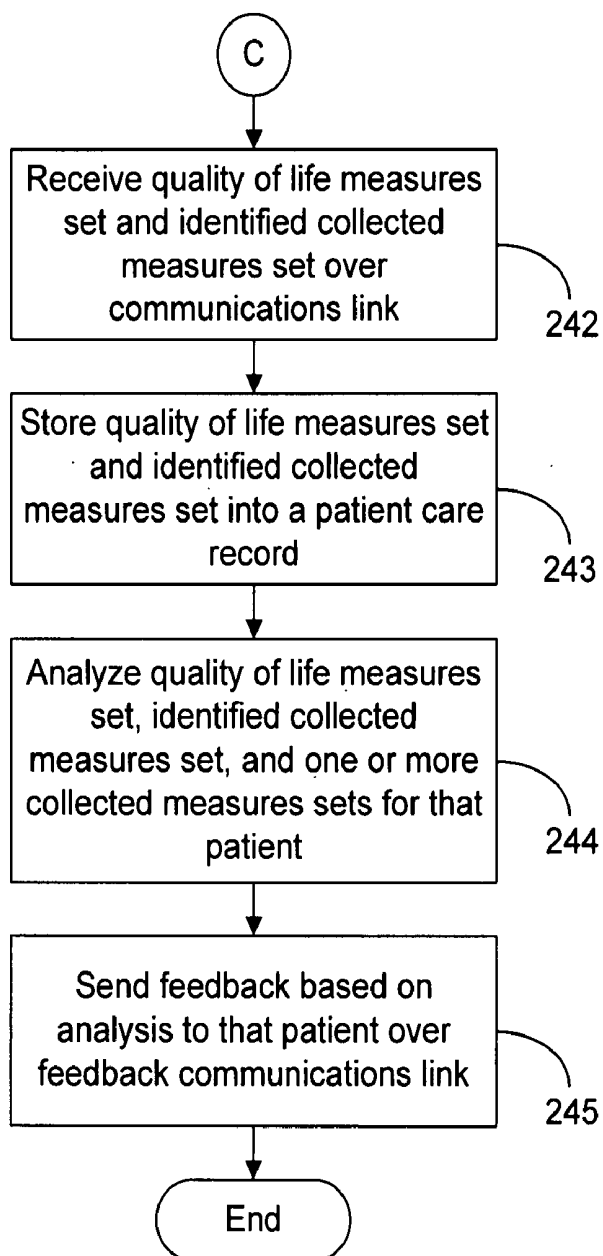 C
Receive quality of life measures
set and identified collected
measures set over
communications link
242
Store quality of life measures set
and identified collected
measures set into a patient care
record
243
Analyze quality of life measures
set, identified collected
measures set, and one or more
collected measures sets for that
patient
244
Send feedback based on
analysis to that patient over
feedback communications link
245
End